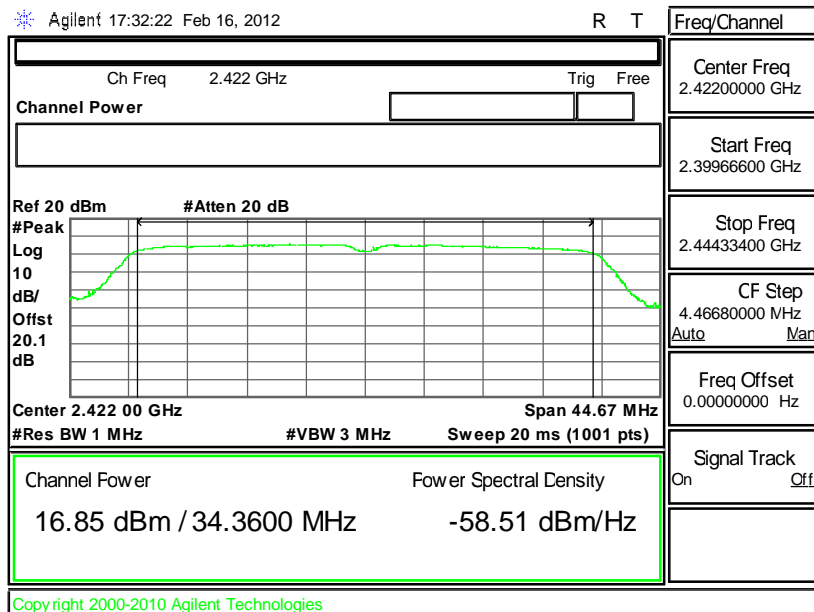 Agilent 17:32:22 Feb 16, 2012 R T
Freq/Channel
Ch Freq 2.422 GHz Trig Free
Channel Power
Center Freq
2.42200000 GHz
Start Freq
2.39966600 GHz
Stop Freq
2.44433400 GHz
CF Step
4.46680000 MHz
Auto Man
Freq Offset
0.00000000 Hz
Signal Track
On Off
Ref 20 dBm #Atten 20 dB
#Peak
Log
10
dB/
Offst
20.1
dB
Center 2.422 00 GHz Span 44.67 MHz
#Res BW 1 MHz #VBW 3 MHz Sweep 20 ms (1001 pts)
Channel Power Power Spectral Density
16.85 dBm / 34.3600 MHz -58.51 dBm/Hz
Copyright 2000-2010 Agilent Technologies